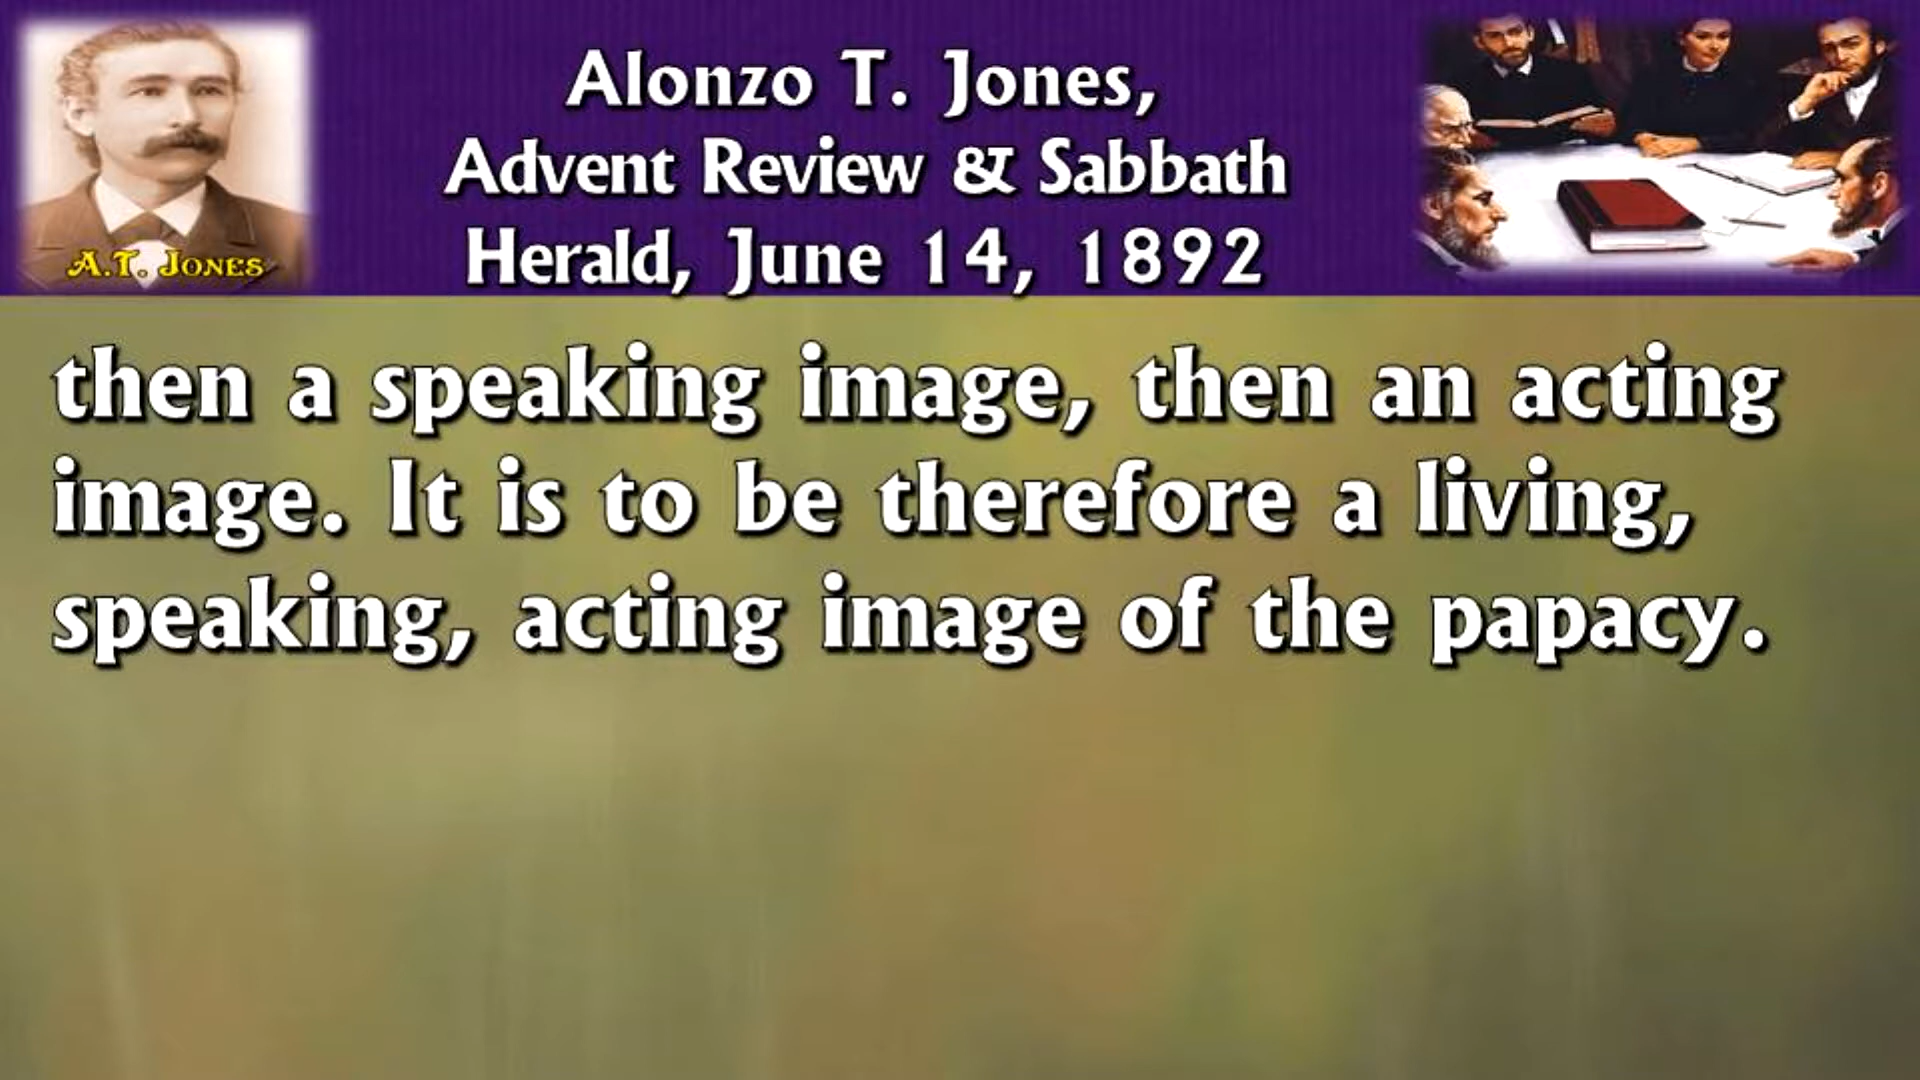 Alonzo T. Jones,
Advent Review & Sabbath
Herald, June 14, 1892
A.T. JONES
then a speaking image, then an acting
image. It is to be therefore a living,
speaking, acting image of the papacy.